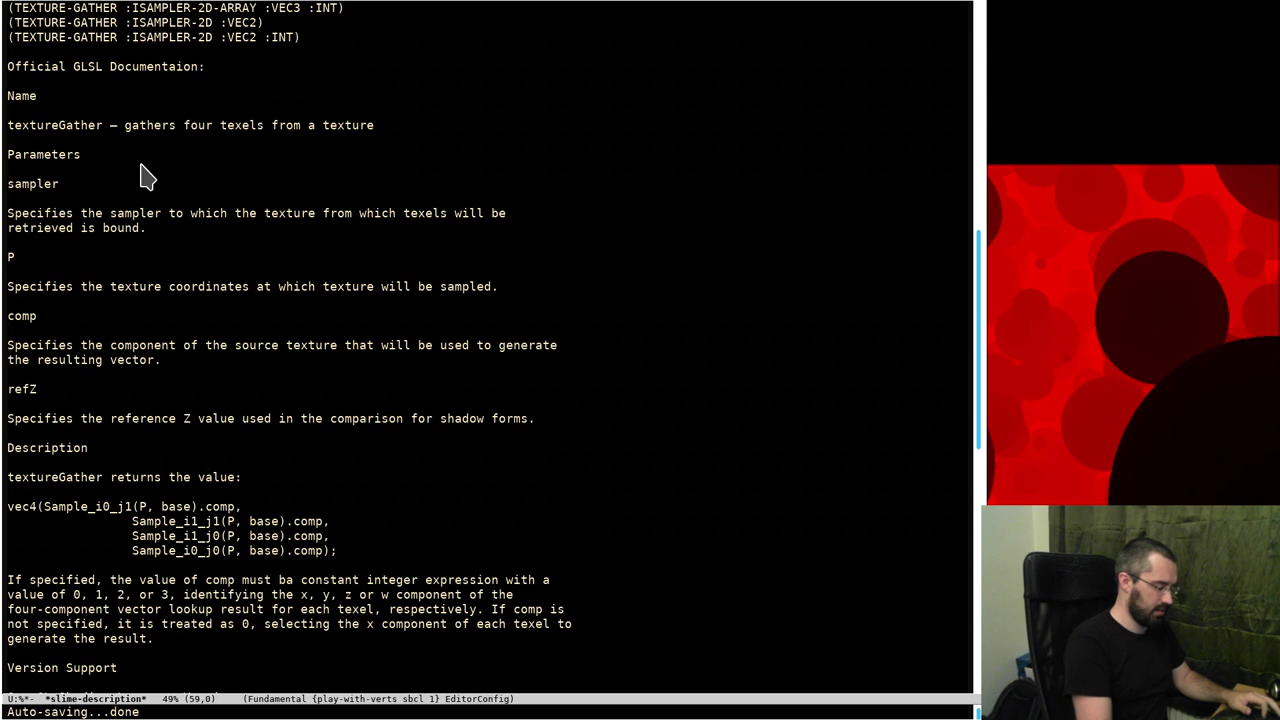 (TEXTURE-GATHER :ISAMPLER-2D-ARRAY :VEC3 :INT)
(TEXTURE-GATHER :ISAMPLER-2D :VEC2)
(TEXTURE-GATHER :ISAMPLER-2D :VEC2 :INT)
Official GLSL Documentaion:
Name
textureGather — gathers four texels from a texture
Parameters
sampler
Specifies the sampler to which the texture from which texels will be
retrieved is bound.
P
Specifies the texture coordinates at which texture will be sampled.
comp
Specifies the component of the source texture that will be used to generate
the resulting vector.
refZ
Specifies the reference Z value used in the comparison for shadow forms.
Description
textureGather returns the value:
vec4(Sample_i0_j1(P, base).comp,
Sample_i1_j1(P, base).comp,
Sample_i1_j0(P, base).comp,
Sample_i0_j0(P, base).comp);
If specified, the value of comp must ba constant integer expression with a
value of 0, 1, 2, or 3, identifying the x, y, z or w component of the
four-component vector lookup result for each texel, respectively. If comp is
not specified, it is treated as 0, selecting the x component of each texel to
generate the result.
Version Support
U:%*- *slime-description* 49% (59,0) (Fundamental {play-with-verts sbcl 1} EditorConfig)
Auto-saving...done